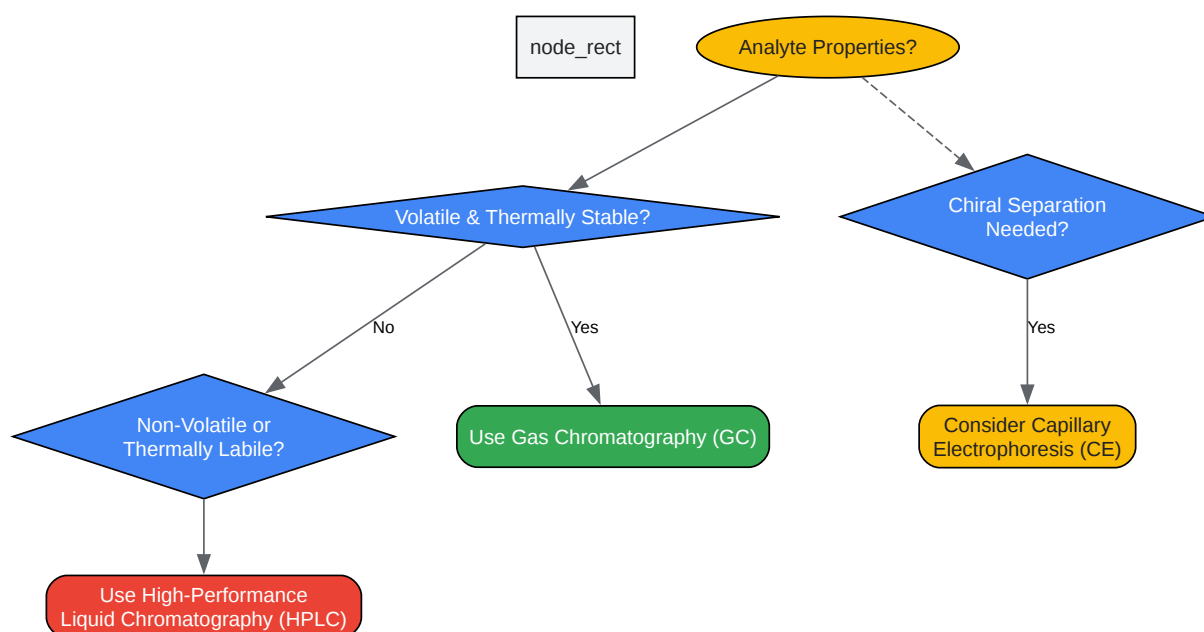 node_rect
Analyte Properties?
Volatile & Thermally Stable?
Chiral Separation
Needed?
No
Yes
Yes
Non-Volatile or
Thermally Labile?
Use Gas Chromatography (GC)
Consider Capillary
Electrophoresis (CE)
Use High-Performance
Liquid Chromatography (HPLC)